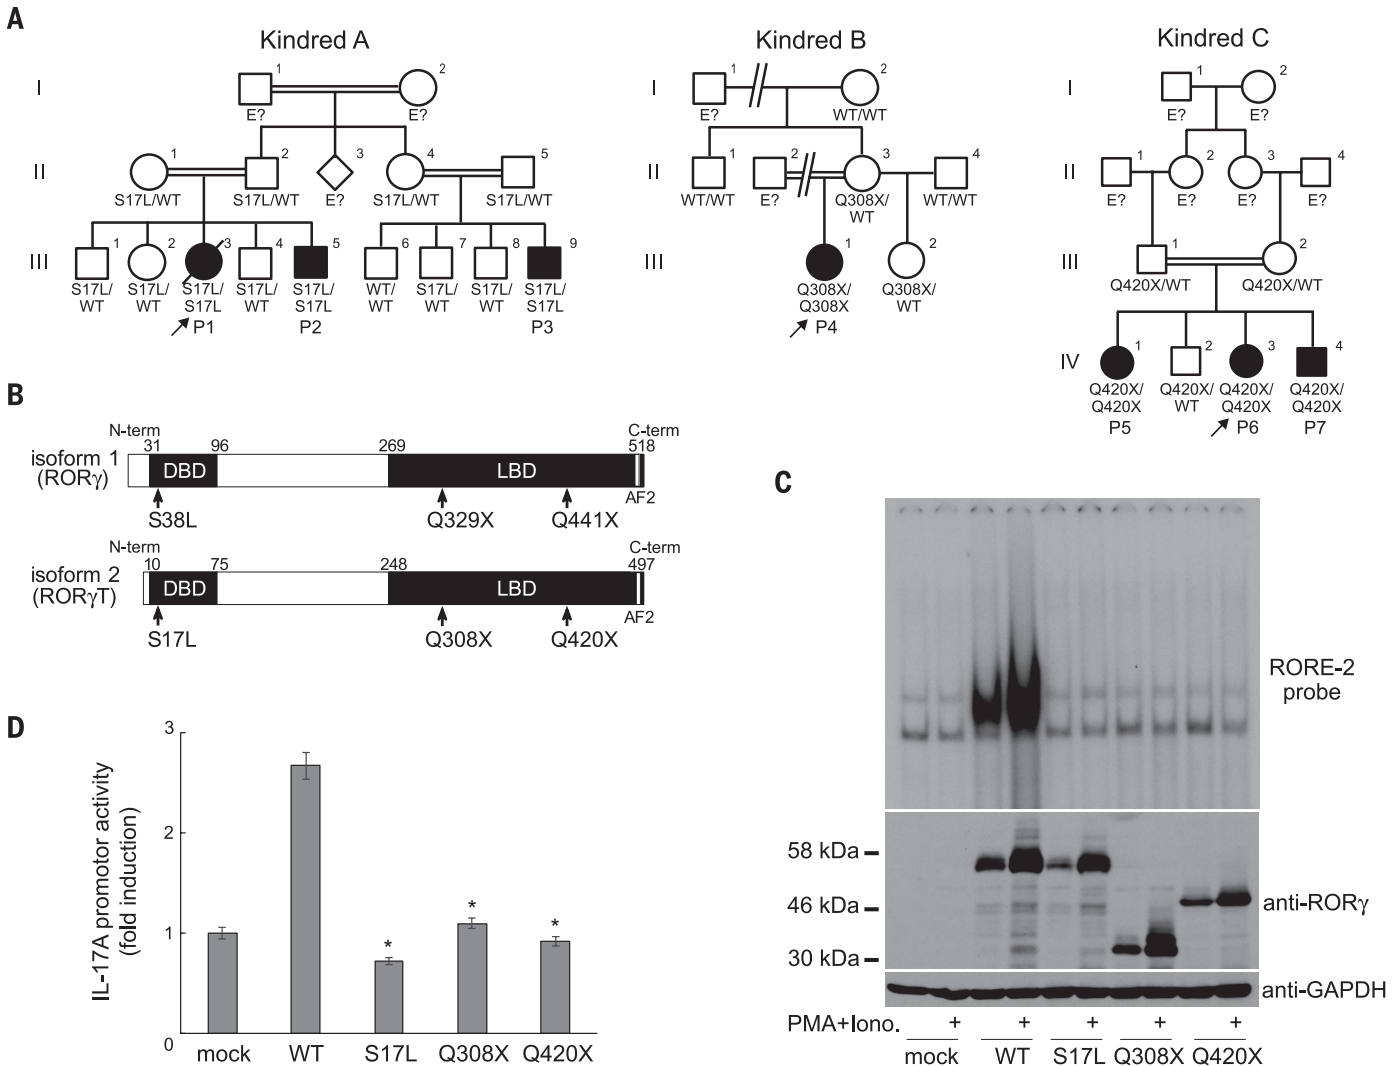 A
Kindred A
I
1
2
E?
E?
II
1
2
3
4
5
S17L/WT
S17L/WT
E?
S17L/WT
S17L/WT
III
1
2
3
4
5
6
7
8
9
S17L/
WT
S17L/
WT
S17L/
S17L
S17L/
WT
S17L/
S17L
WT/
WT
S17L/
WT
S17L/
WT
S17L/
S17L
P1
P2
P3
Kindred B
I
1
2
E?
WT/WT
II
1
2
3
4
WT/WT
E?
Q308X/
WT
WT/WT
III
1
2
Q308X/
Q308X
Q308X/
WT
P4
Kindred C
I
1
2
E?
E?
II
1
2
3
4
E?
E?
E?
E?
III
1
2
Q420X/WT
Q420X/WT
IV
1
2
3
4
Q420X/
Q420X
Q420X/
WT
Q420X/
Q420X
Q420X/
Q420X
P5
P6
P7
B
N-term
C-term
31
96
269
518
isoform 1
(RORγ)
DBD
LBD
AF2
S38L
Q329X
Q441X
N-term
C-term
10
75
248
497
isoform 2
(RORγT)
DBD
LBD
AF2
S17L
Q308X
Q420X
C
RORE-2
probe
58 kDa
46 kDa
30 kDa
anti-RORγ
anti-GAPDH
PMA+Iono.
+
+
+
+
+
mock
WT
S17L
Q308X
Q420X
D
IL-17A promotor activity
(fold induction)
3
2
1
0
*
*
*
mock
WT
S17L
Q308X
Q420X